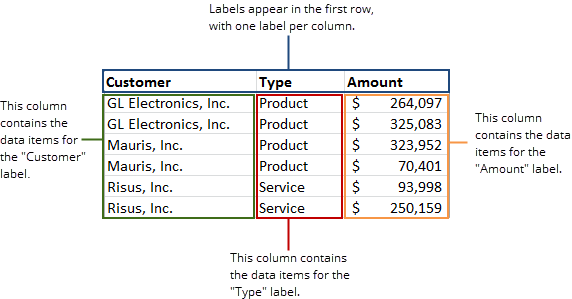 Labels appear in the first row,
with one label per column.
Customer Type Amount
GL Electronics, Inc. Product $ 264,097
GL Electronics, Inc. Product $ 325,083
Mauris, Inc. Product $ 323,952
Mauris, Inc. Product $ 70,401
Risus, Inc. Service $ 93,998
Risus, Inc. Service $ 250,159
This column
contains the
data items for
the "Customer"
label.
This column
contains the data
items for the
"Amount" label.
This column contains
the data items for the
"Type" label.